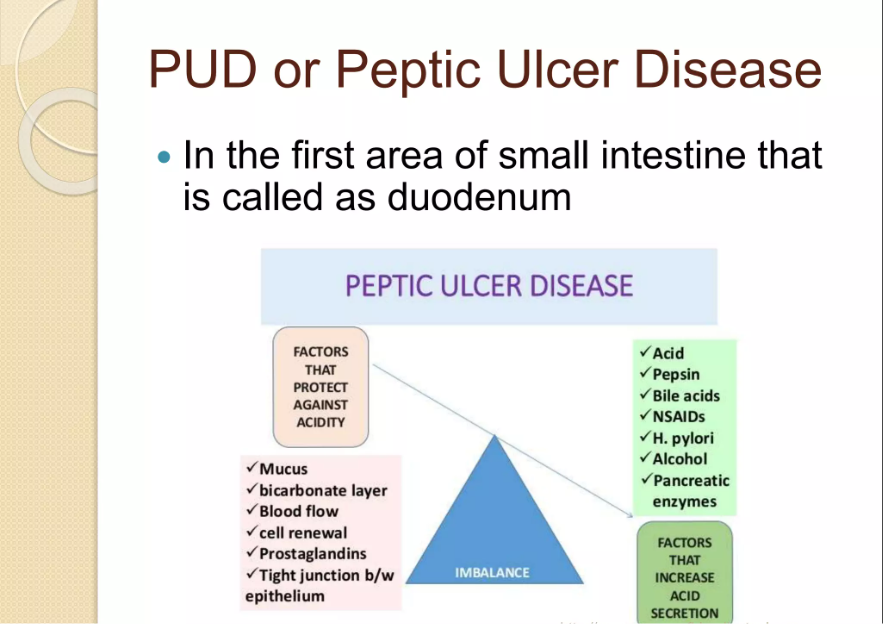 PUD or Peptic Ulcer Disease
In the first area of small intestine that
is called as duodenum
PEPTIC ULCER DISEASE
FACTORS
THAT
PROTECT
AGAINST
ACIDITY
✓Mucus
✓bicarbonate layer
✓Blood flow
✓cell renewal
✓Prostaglandins
✓Tight junction b/w
epithelium
IMBALANCE
✓Acid
✓Pepsin
✓Bile acids
✓NSAIDs
✓H. pylori
✓Alcohol
✓Pancreatic
enzymes
FACTORS
THAT
INCREASE
ACID
SECRETION